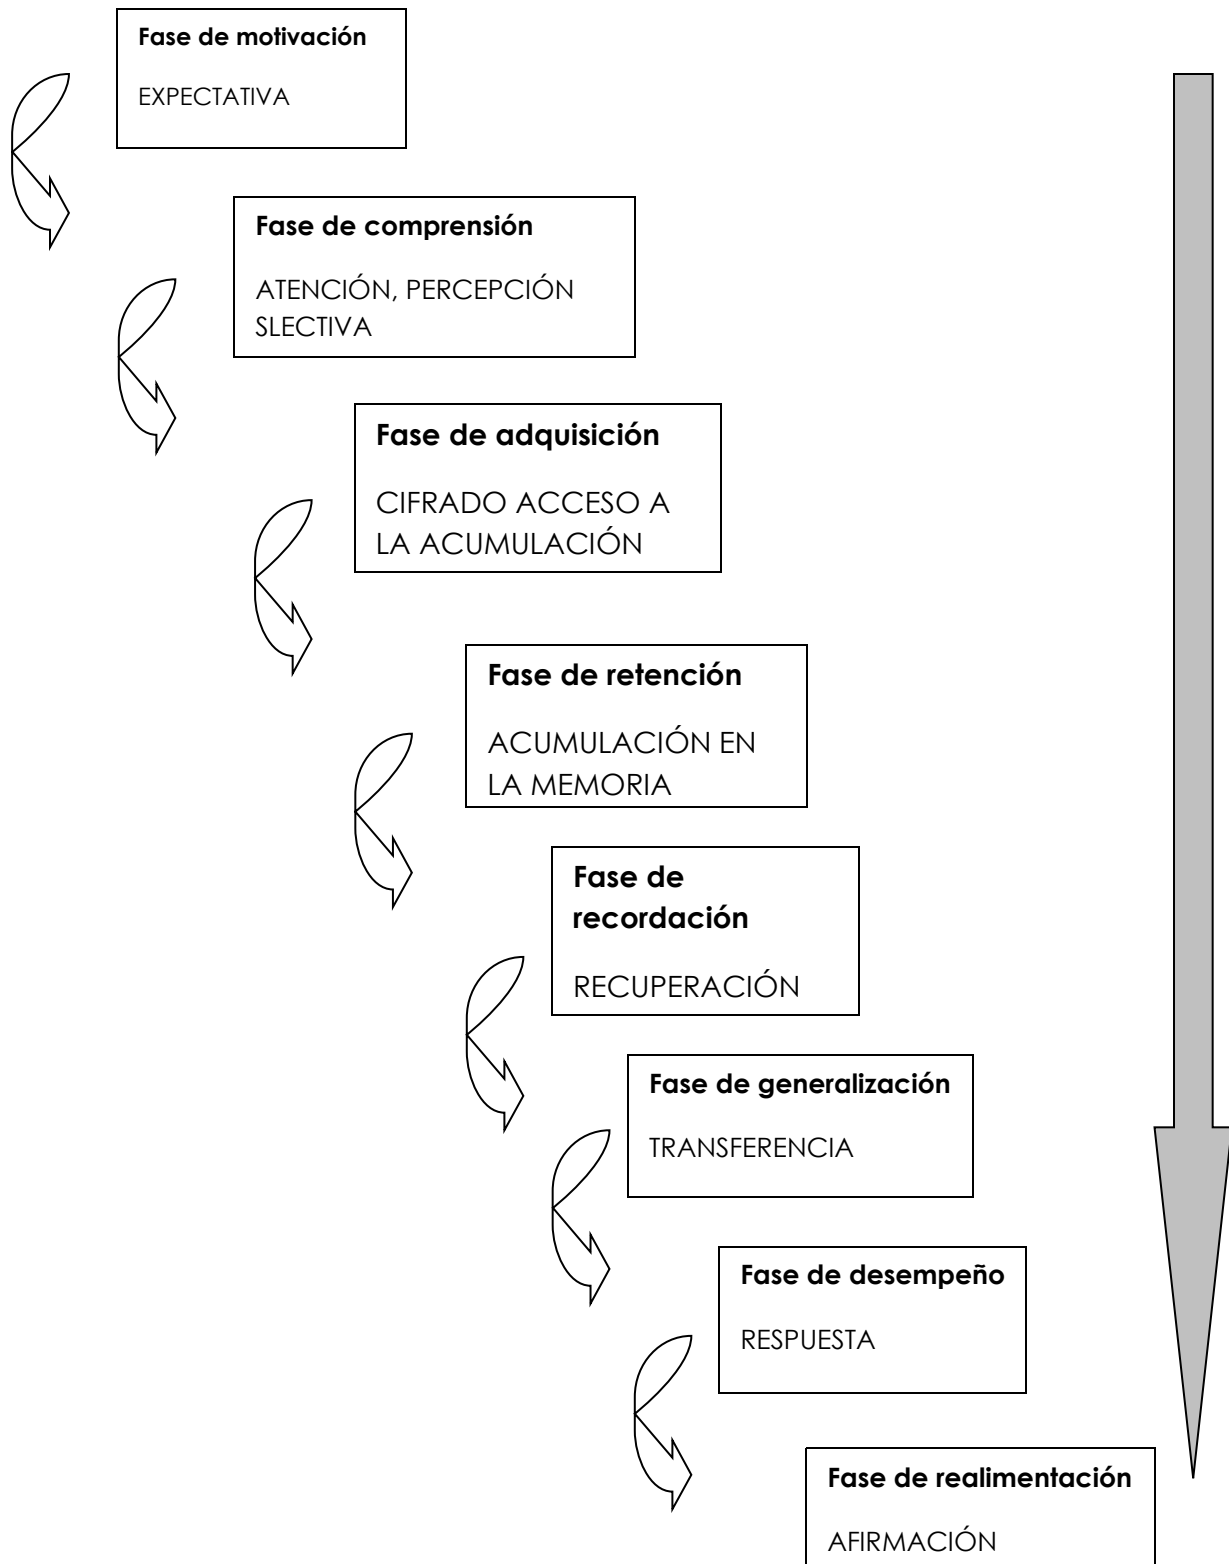 Fase de motivación
EXPECTATIVA
Fase de comprensión
ATENCIÓN, PERCEPCIÓN
SLECTIVA
Fase de adquisición
CIFRADO ACCESO A
LA ACUMULACIÓN
Fase de retención
ACUMULACIÓN EN
LA MEMORIA
Fase de
recordación
RECUPERACIÓN
Fase de generalización
TRANSFERENCIA
Fase de desempeño
RESPUESTA
Fase de realimentación
AFIRMACIÓN